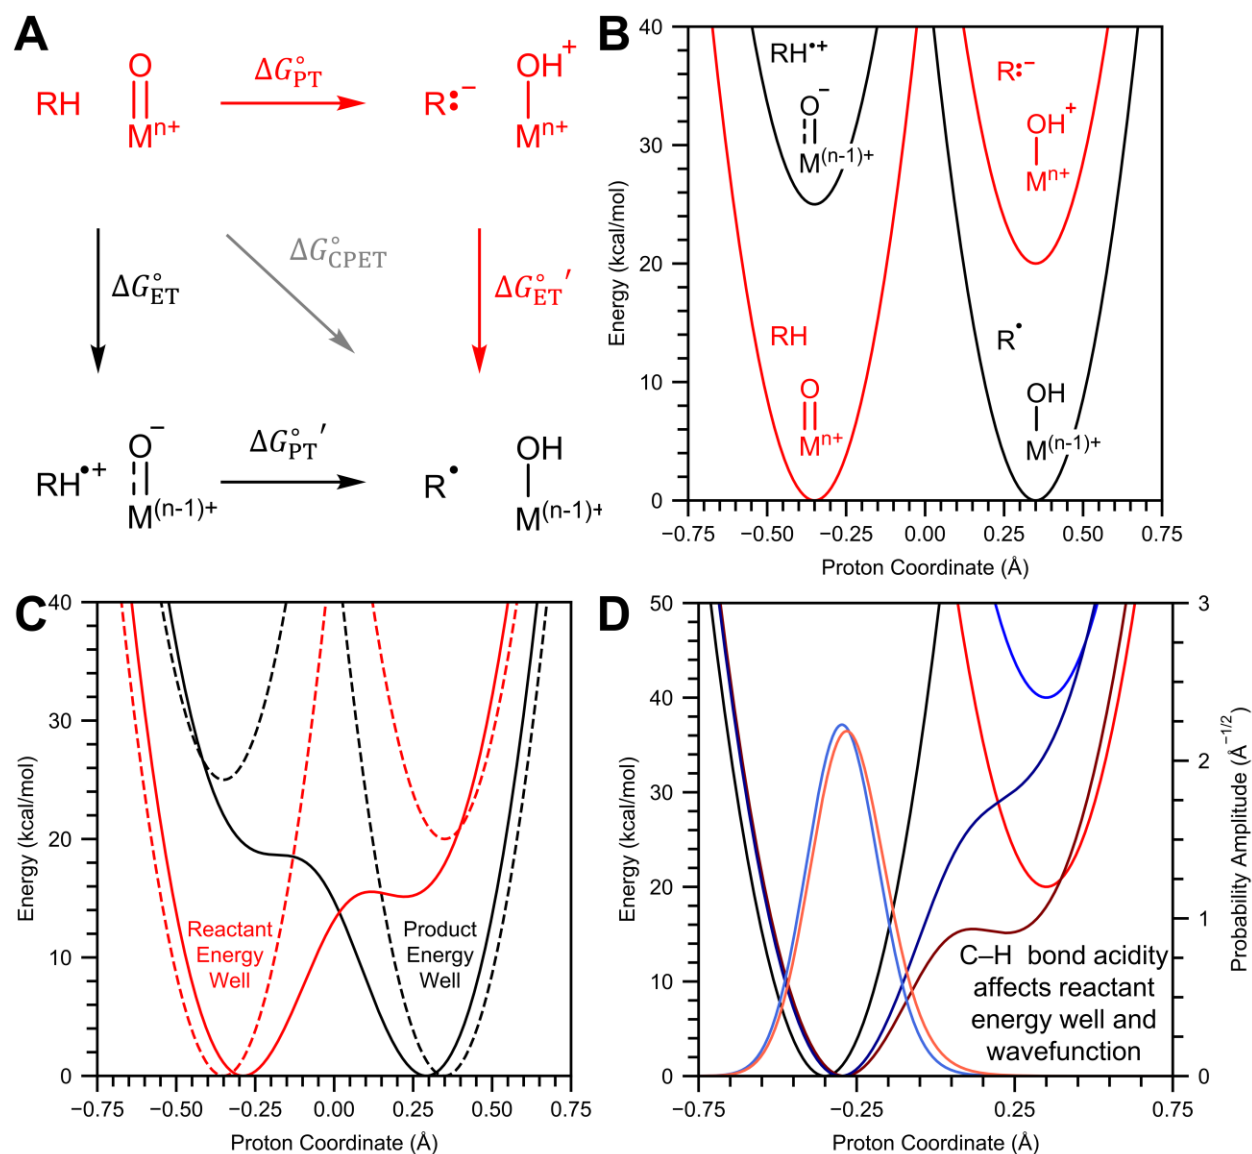 A
RH
O
M^{n+}
ΔG°_{PT}
R:^{−}
OH^{+}
M^{n+}
ΔG°_{ET}
ΔG°_{CPET}
ΔG°_{ET}′
RH^{•+}
O^{−}
M^{(n-1)+}
ΔG°_{PT}′
R^{•}
OH
M^{(n-1)+}
B
Energy (kcal/mol)
40
30
20
10
0
RH^{•+}
O^{−}
M^{(n-1)+}
R:^{−}
OH^{+}
M^{n+}
RH
O
M^{n+}
R^{•}
OH
M^{(n-1)+}
−0.75 −0.50 −0.25 0.00 0.25 0.50 0.75
Proton Coordinate (Å)
C
Energy (kcal/mol)
40
30
20
10
0
Reactant
Energy
Well
Product
Energy
Well
−0.75 −0.50 −0.25 0.00 0.25 0.50 0.75
Proton Coordinate (Å)
D
Energy (kcal/mol)
50
40
30
20
10
0
C–H bond acidity
affects reactant
energy well and
wavefunction
3
2
1
0
Probability Amplitude (Å^{−1/2})
−0.75 −0.25 0.25 0.75
Proton Coordinate (Å)